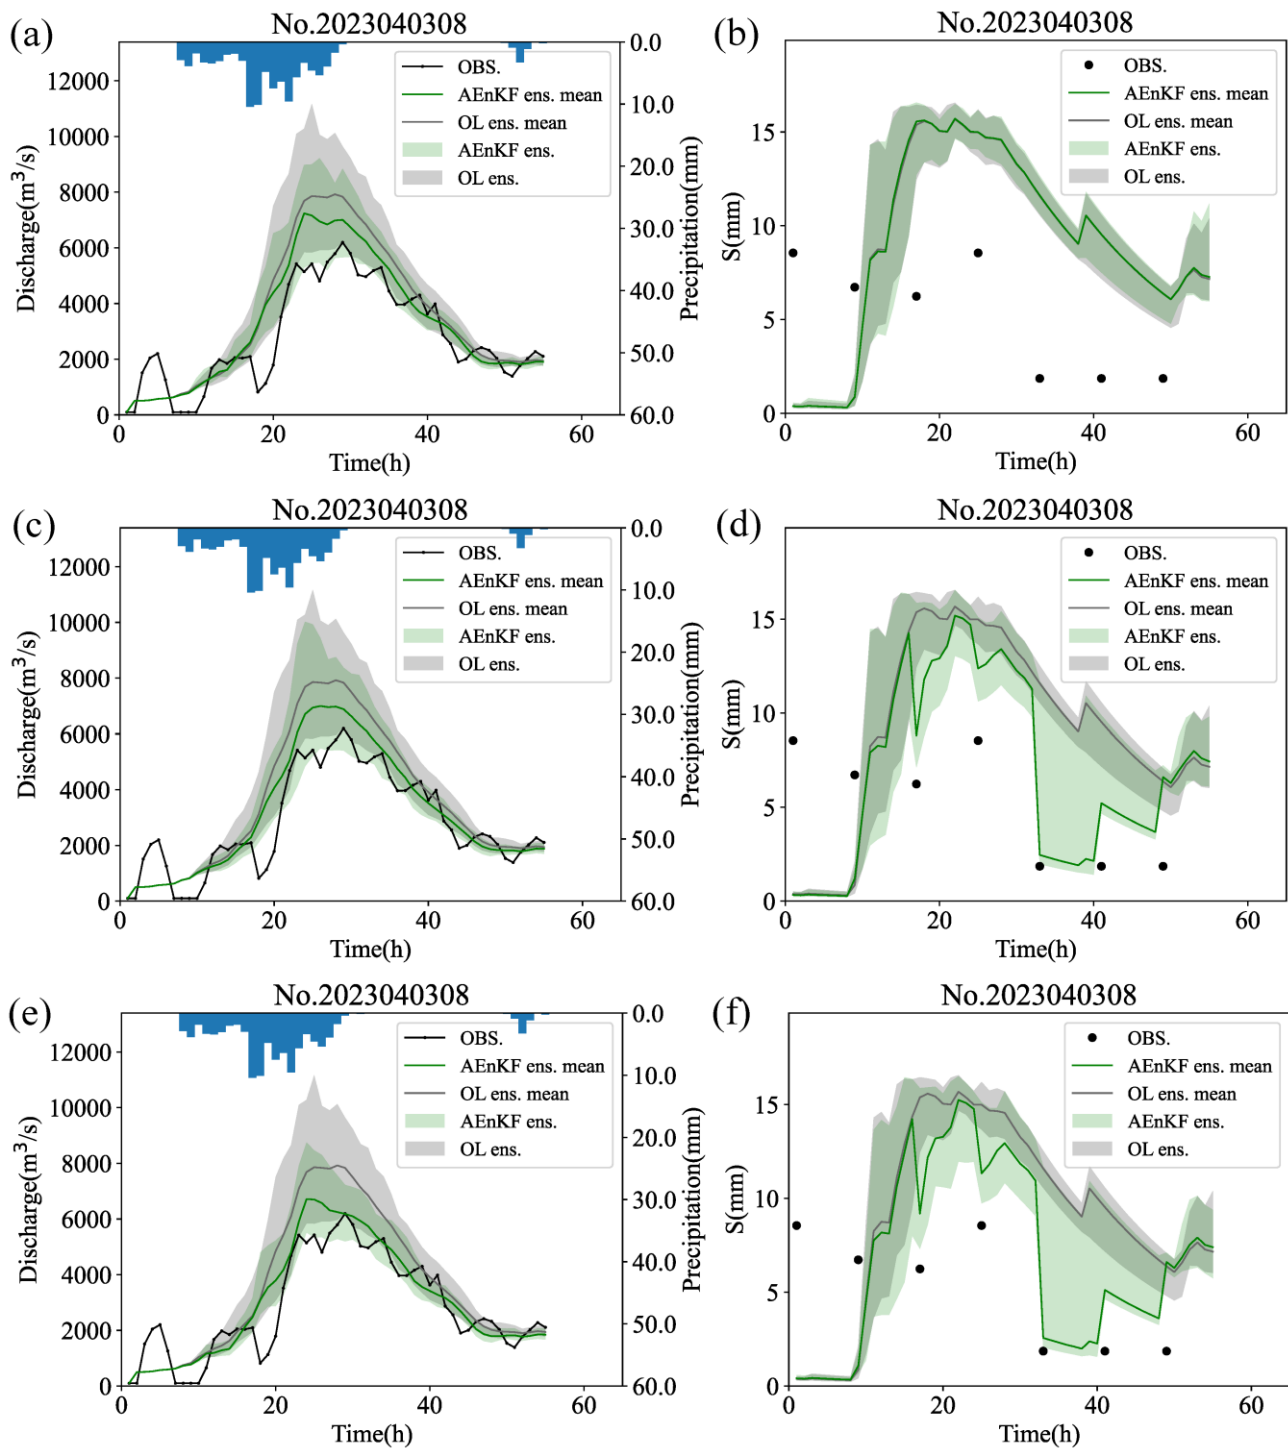 (a)
No.2023040308
12000
10000
8000
6000
4000
2000
0
Discharge(m³/s)
0.0
10.0
20.0
30.0
40.0
50.0
60.0
Precipitation(mm)
OBS.
AEnKF ens. mean
OL ens. mean
AEnKF ens.
OL ens.
0
20
40
60
Time(h)
(b)
No.2023040308
15
10
5
0
S(mm)
OBS.
AEnKF ens. mean
OL ens. mean
AEnKF ens.
OL ens.
0
20
40
60
Time(h)
(c)
No.2023040308
12000
10000
8000
6000
4000
2000
0
Discharge(m³/s)
0.0
10.0
20.0
30.0
40.0
50.0
60.0
Precipitation(mm)
OBS.
AEnKF ens. mean
OL ens. mean
AEnKF ens.
OL ens.
0
20
40
60
Time(h)
(d)
No.2023040308
15
10
5
0
S(mm)
OBS.
AEnKF ens. mean
OL ens. mean
AEnKF ens.
OL ens.
0
20
40
60
Time(h)
(e)
No.2023040308
12000
10000
8000
6000
4000
2000
0
Discharge(m³/s)
0.0
10.0
20.0
30.0
40.0
50.0
60.0
Precipitation(mm)
OBS.
AEnKF ens. mean
OL ens. mean
AEnKF ens.
OL ens.
0
20
40
60
Time(h)
(f)
No.2023040308
15
10
5
0
S(mm)
OBS.
AEnKF ens. mean
OL ens. mean
AEnKF ens.
OL ens.
0
20
40
60
Time(h)